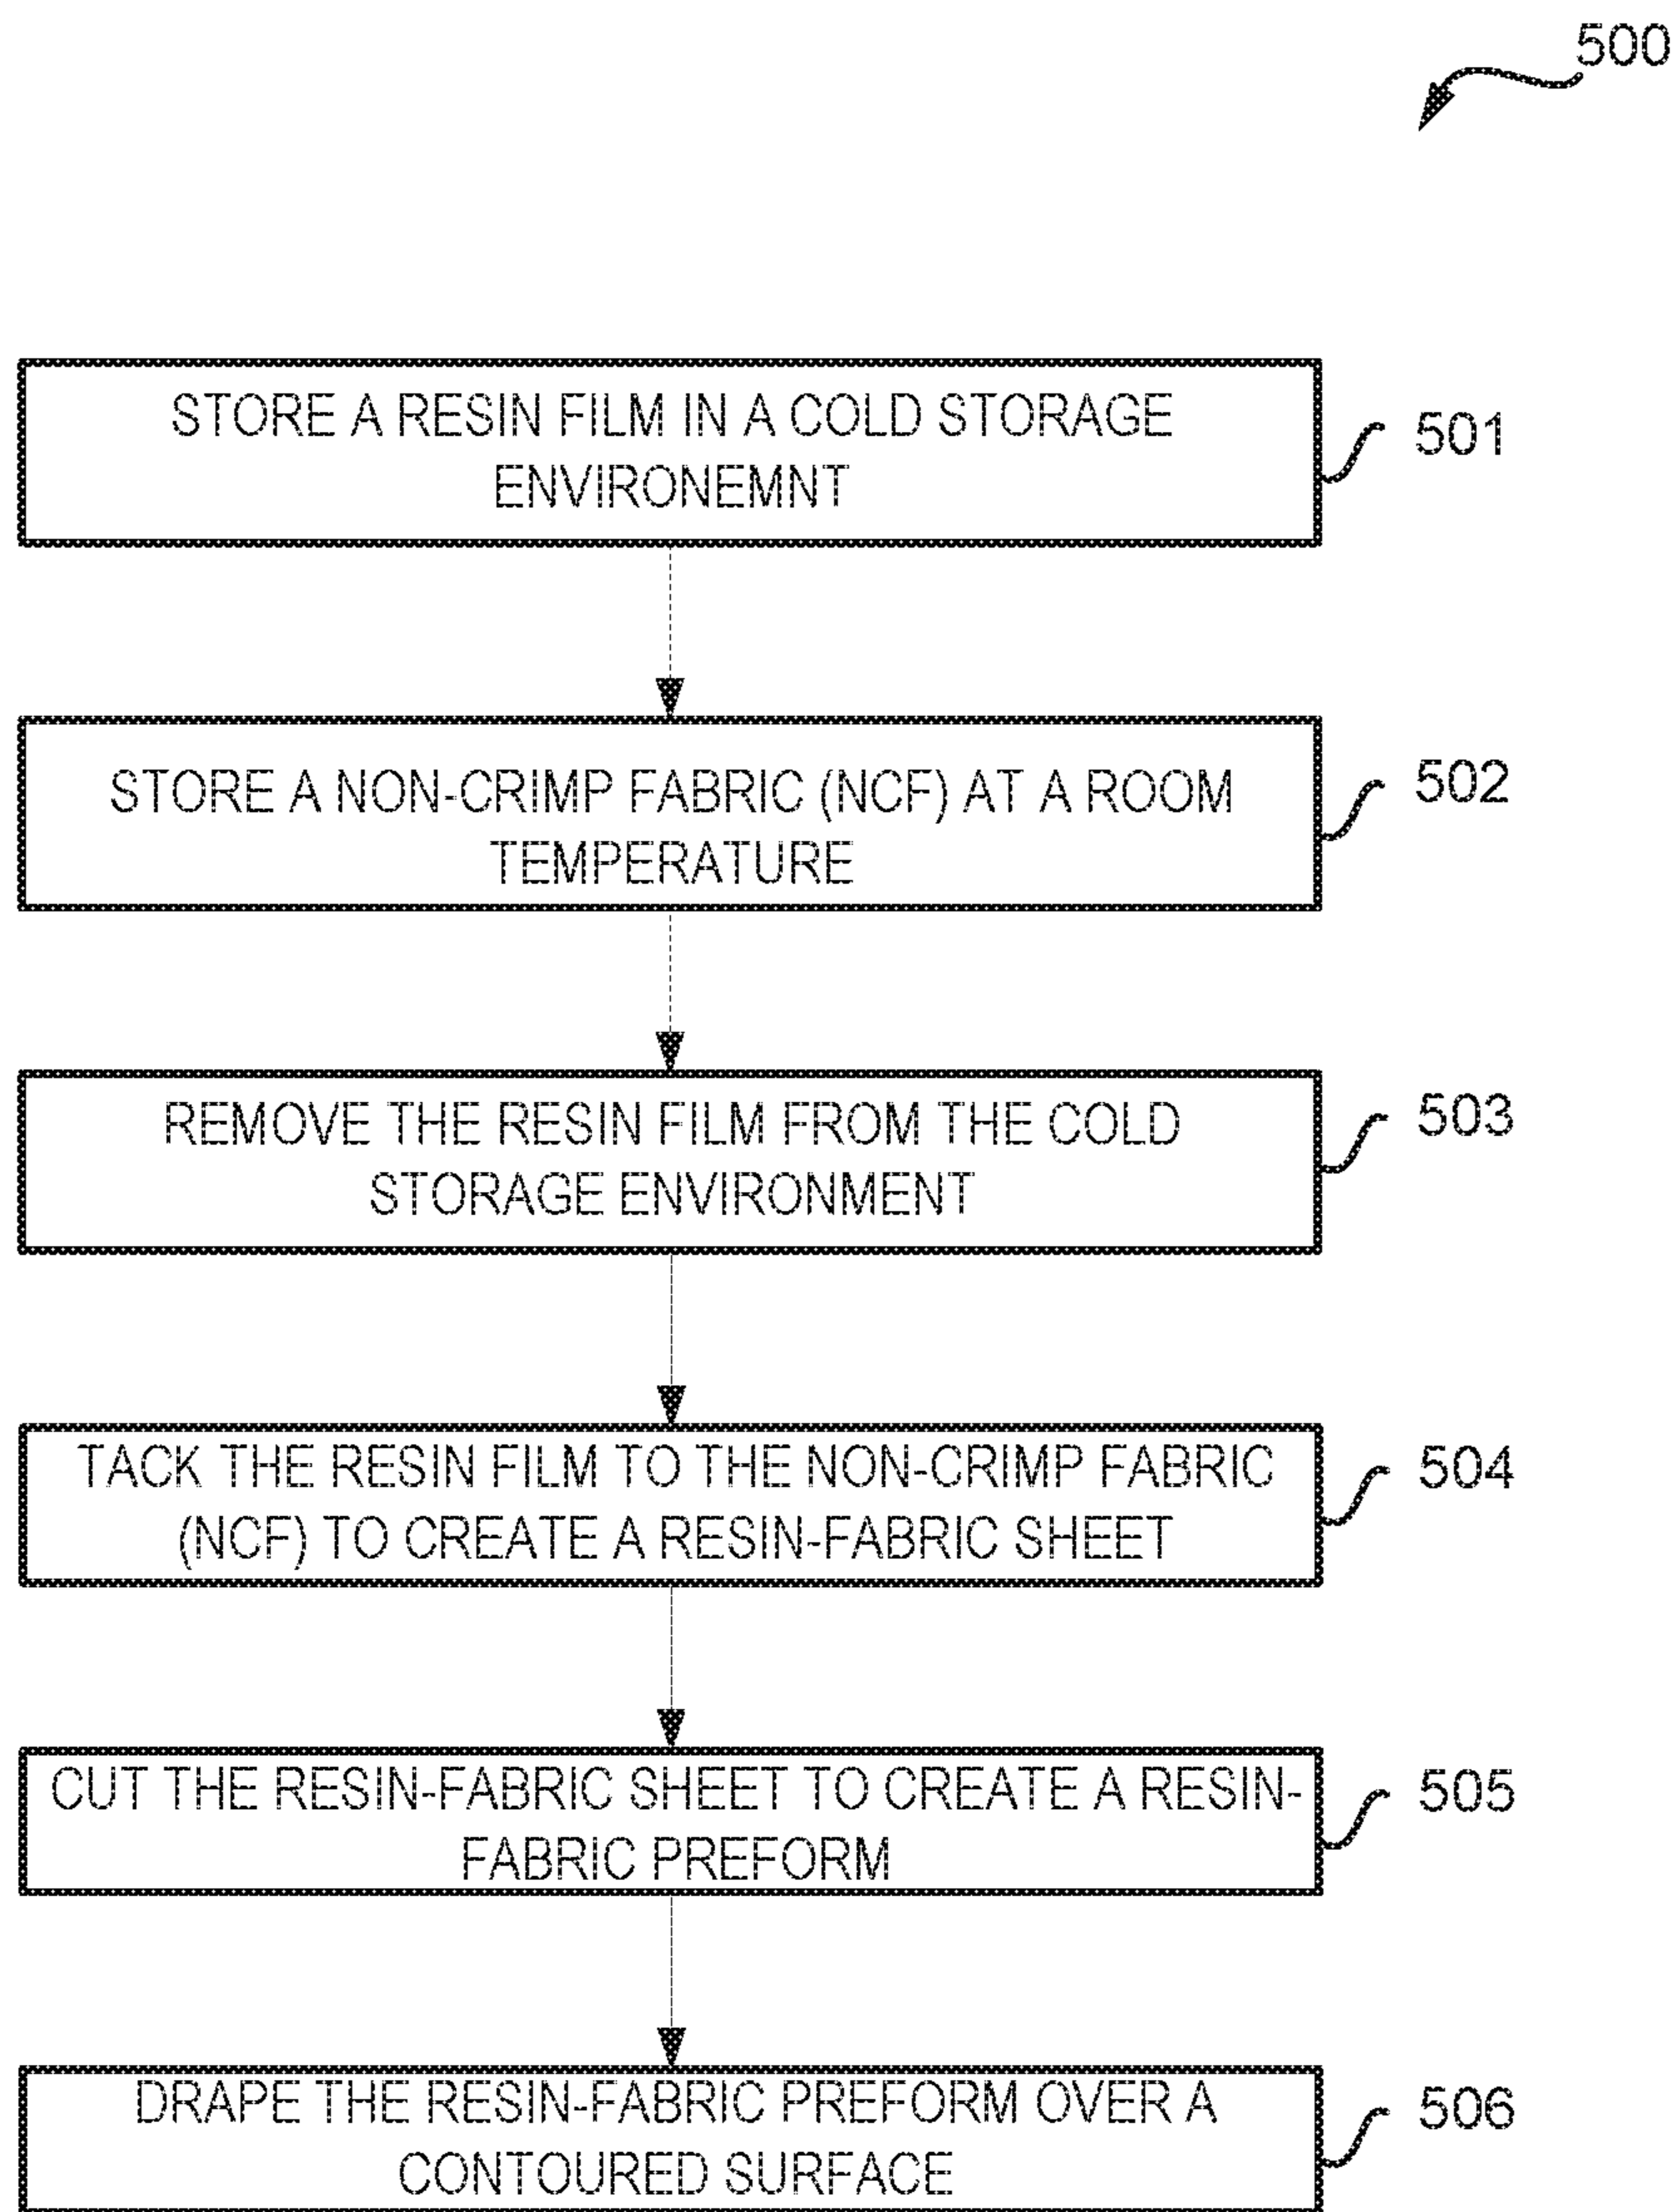 500
STORE A RESIN FILM IN A COLD STORAGE
ENVIRONEMNT
501
STORE A NON-CRIMP FABRIC (NCF) AT A ROOM
TEMPERATURE
502
REMOVE THE RESIN FILM FROM THE COLD
STORAGE ENVIRONMENT
503
TACK THE RESIN FILM TO THE NON-CRIMP FABRIC
(NCF) TO CREATE A RESIN-FABRIC SHEET
504
CUT THE RESIN-FABRIC SHEET TO CREATE A RESIN-
FABRIC PREFORM
505
DRAPE THE RESIN-FABRIC PREFORM OVER A
CONTOURED SURFACE
506